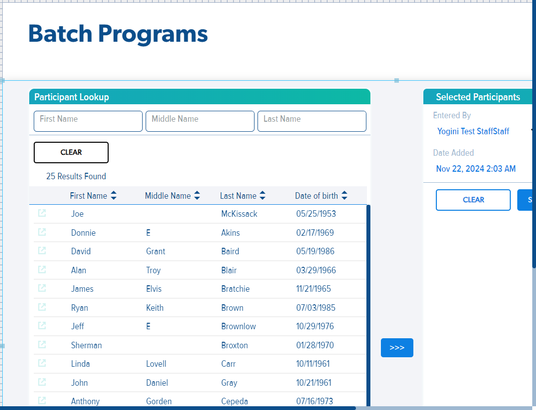 Batch Programs
Participant Lookup
First Name Middle Name Last Name
CLEAR
25 Results Found
First Name Middle Name Last Name Date of birth
Joe McKissack 05/25/1953
Donnie E Akins 02/17/1969
David Grant Baird 05/19/1986
Alan Troy Blair 03/29/1966
James Elvis Bratchie 11/21/1965
Ryan Keith Brown 07/03/1985
Jeff E Brownlow 10/29/1976
Sherman Broxton 01/28/1970
Linda Lovell Carr 10/11/1961
John Daniel Gray 10/21/1961
Anthony Gorden Cepeda 07/16/1973
>>>
Selected Participants
Entered By
Yogini Test StaffStaff
Date Added
Nov 22, 2024 2:03 AM
CLEAR
S